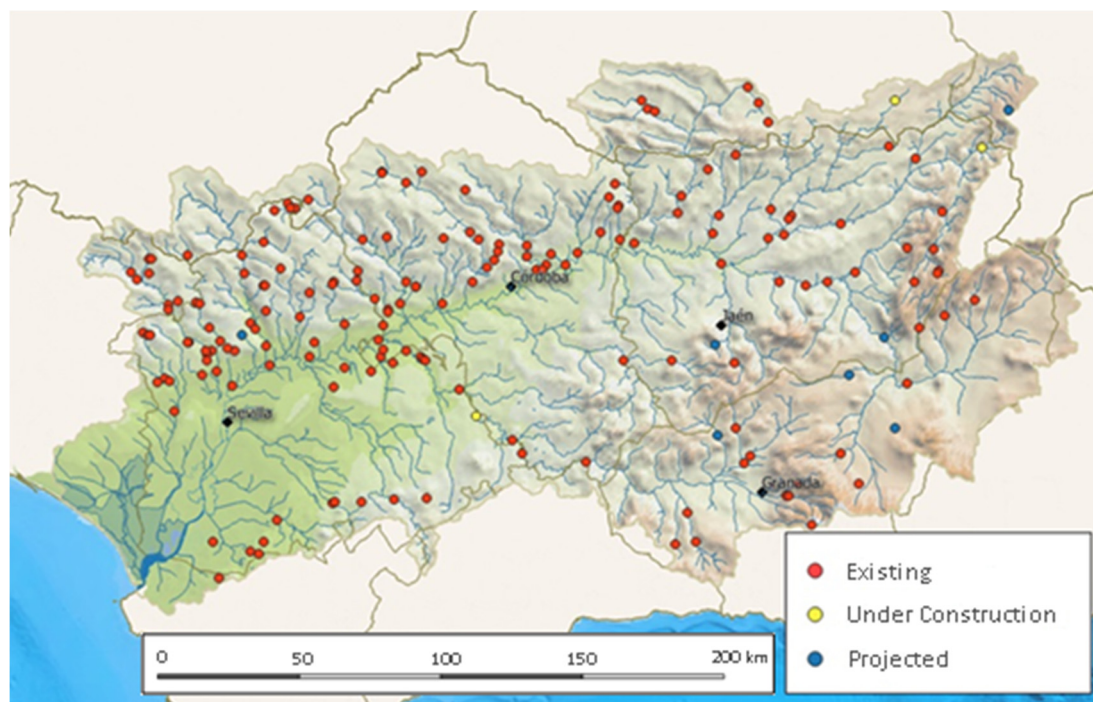 Córdoba
Jaén
Sevilla
Granada
Existing
Under Construction
Projected
0 50 100 150 200 km